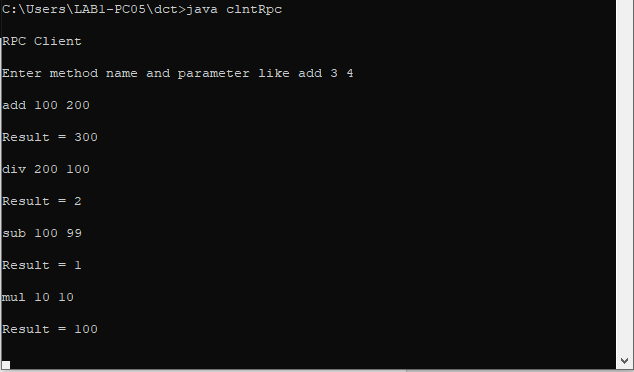 C:\Users\LAB1-PC05\dct>java clntRpc
RPC Client
Enter method name and parameter like add 3 4
add 100 200
Result = 300
div 200 100
Result = 2
sub 100 99
Result = 1
mul 10 10
Result = 100